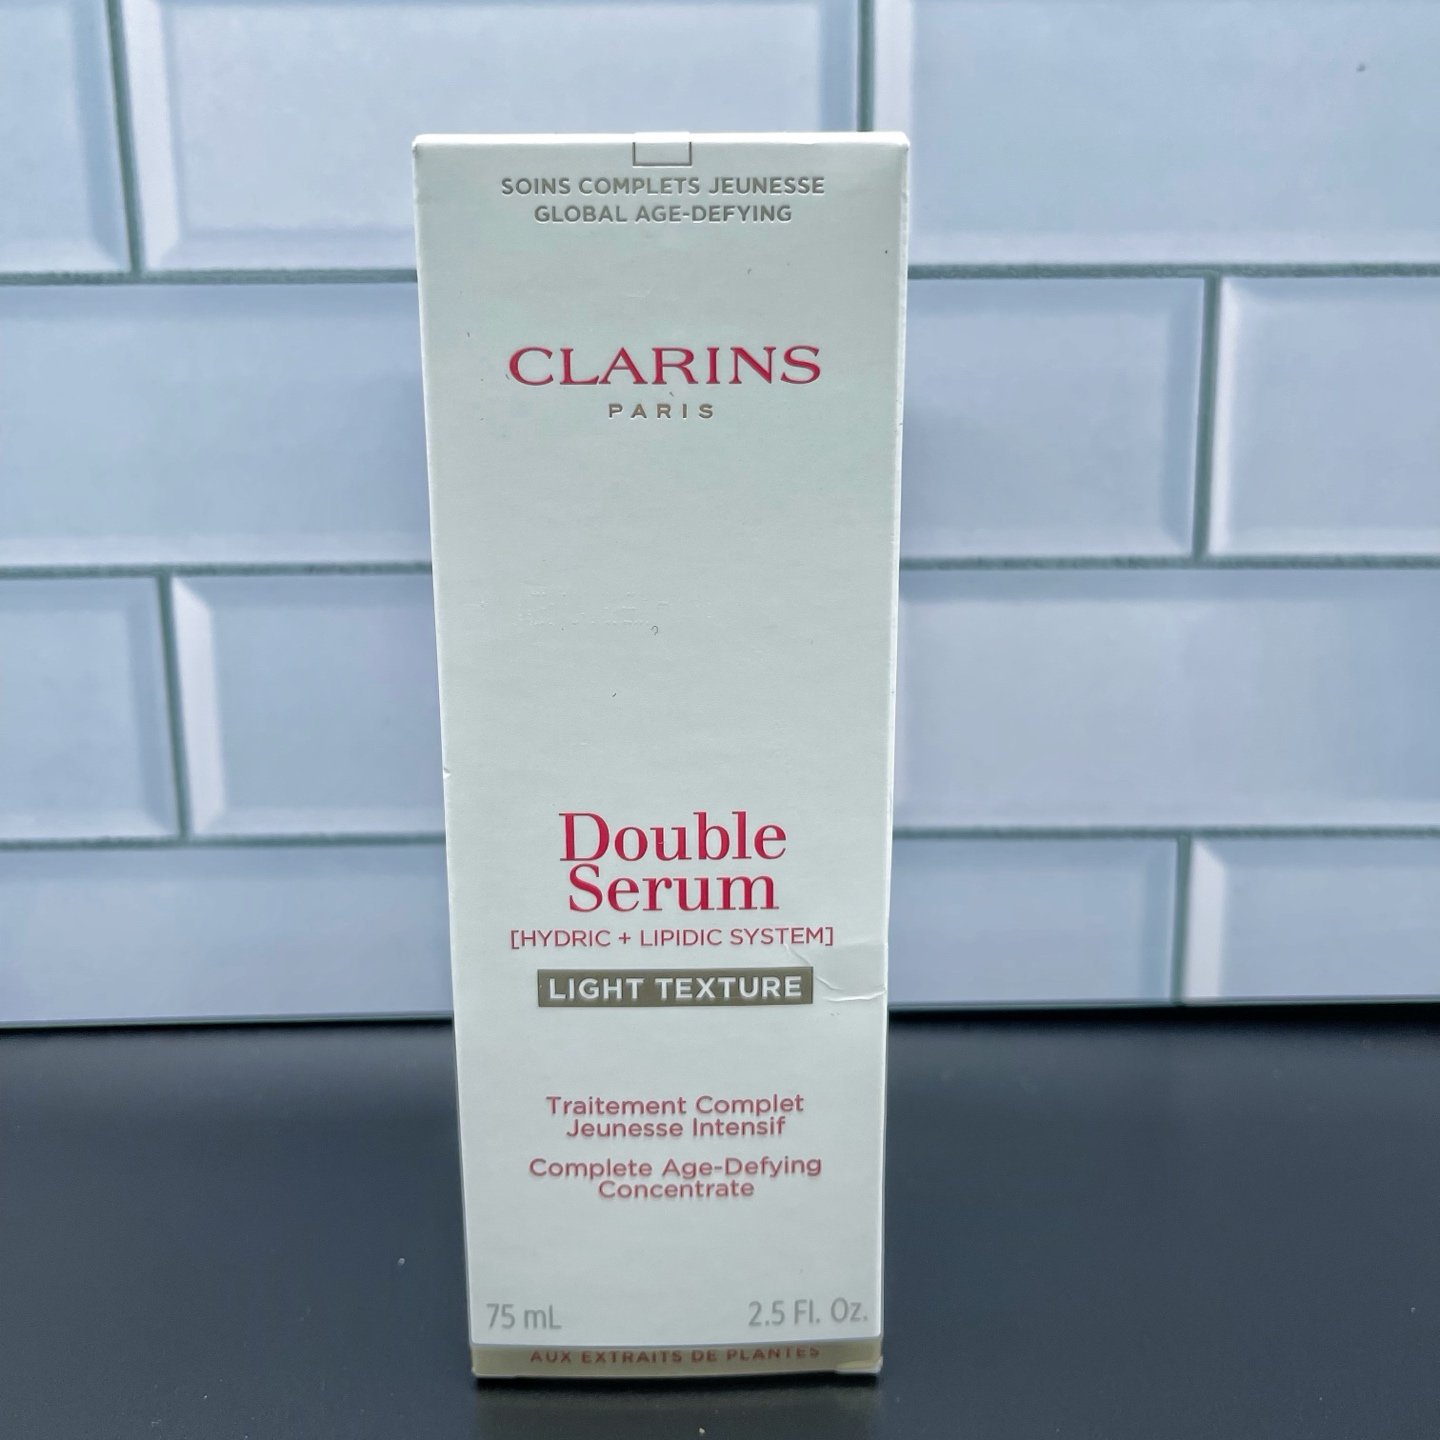 SOINS COMPLETS JEUNESSE
GLOBAL AGE-DEFYING
CLARINS
PARIS
Double
Serum
[HYDRIC + LIPIDIC SYSTEM]
LIGHT TEXTURE
Traitement Complet
Jeunesse Intensif
Complete Age-Defying
Concentrate
75 mL 2.5 Fl. Oz.
AUX EXTRAITS DE PLANTES